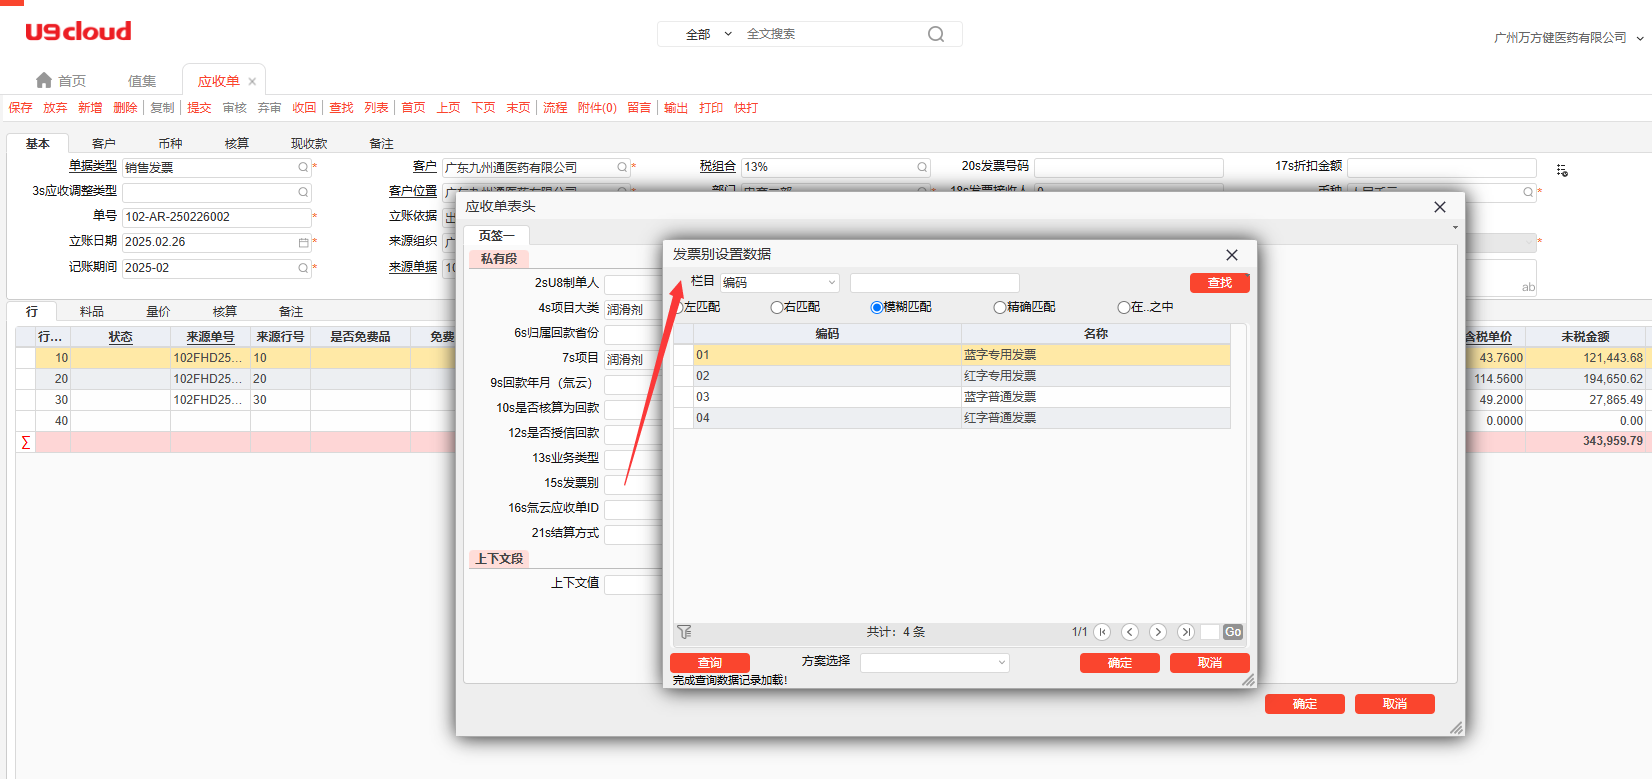 U9cloud
全部 全文搜索
广州万方健医药有限公司
首页 值集 应收单 ×
保存 放弃 新增 删除 复制 提交 审核 弃审 收回 查找 列表 首页 上页 下页 末页 流程 附件(0) 留言 输出 打印 快打
基本 客户 币种 核算 现收款 备注
单据类型 销售发票 * 客户 广东九州通医药有限公司 * 税组合 13% 20s发票号码 17s折扣金额
3s应收调整类型 客户位置
单号 102-AR-250226002 * 立账依据
立账日期 2025.02.26 * 来源组织
记账期间 2025-02 * 来源单据
ab
行 料品 量价 核算 备注
行... 状态 来源单号 来源行号 是否免费品 免费 含税单价 未税金额
10 102FHD25... 10 43.7600 121,443.68
20 102FHD25... 20 114.5600 194,650.62
30 102FHD25... 30 49.2000 27,865.49
40 0.0000 0.00
∑ 343,959.79
应收单表头
页签一
私有段
2sU8制单人
4s项目大类 润滑剂
6s归属回款省份
7s项目 润滑剂
9s回款年月（氚云）
10s是否核算为回款
12s是否授信回款
13s业务类型
15s发票别
16s氚云应收单ID
21s结算方式
上下文段
上下文值
确定 取消
发票别设置数据
栏目 编码 查找
左匹配 右匹配 模糊匹配 精确匹配 在..之中
编码 名称
01 蓝字专用发票
02 红字专用发票
03 蓝字普通发票
04 红字普通发票
共计：4 条 1/1 Go
查询 方案选择 确定 取消
完成查询数据记录加载!